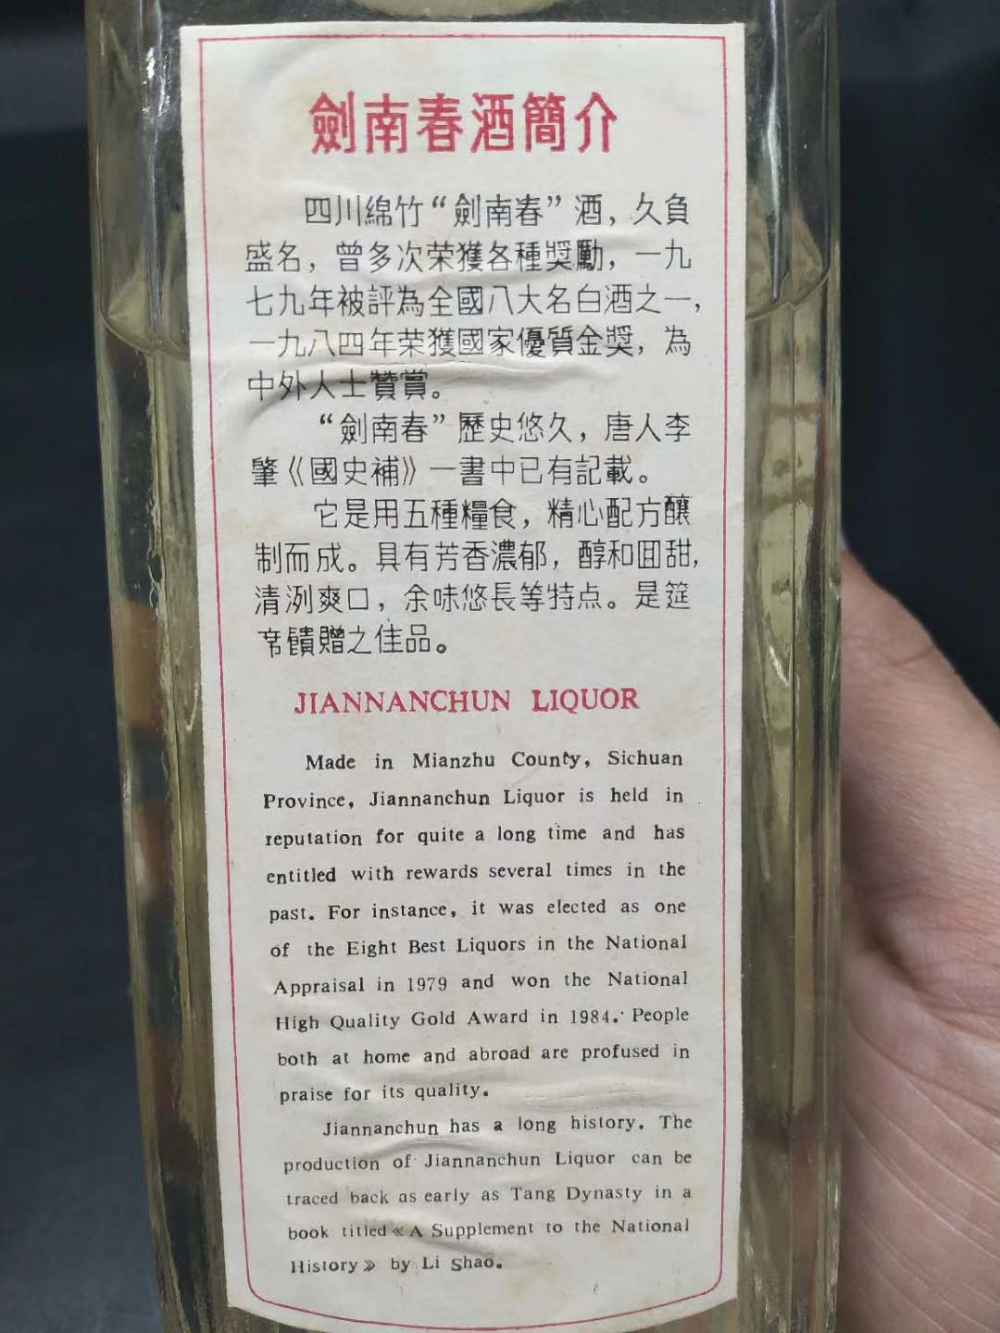 劍南春酒簡介
四川綿竹“劍南春”酒，久負
盛名，曾多次荣獲各種獎勵，一九
七九年被評為全國八大名白酒之一，
一九八四年荣獲國家優質金獎，為
中外人士贊賞。
“劍南春”歷史悠久，唐人李
肇《國史補》一書中已有記載。
它是用五種糧食，精心配方釀
制而成。具有芳香濃郁，醇和回甜，
清洌爽口，余味悠長等特点。是筵
席饋贈之佳品。
JIANNANCHUN LIQUOR
Made in Mianzhu County, Sichuan
Province, Jiannanchun Liquor is held in
reputation for quite a long time and has
entitled with rewards several times in the
past. For instance, it was elected as one
of the Eight Best Liquors in the National
Appraisal in 1979 and won the National
High Quality Gold Award in 1984. People
both at home and abroad are profused in
praise for its quality.
Jiannanchun has a long history. The
production of Jiannanchun Liquor can be
traced back as early as Tang Dynasty in a
book titled《A Supplement to the National
History》 by Li Shao.